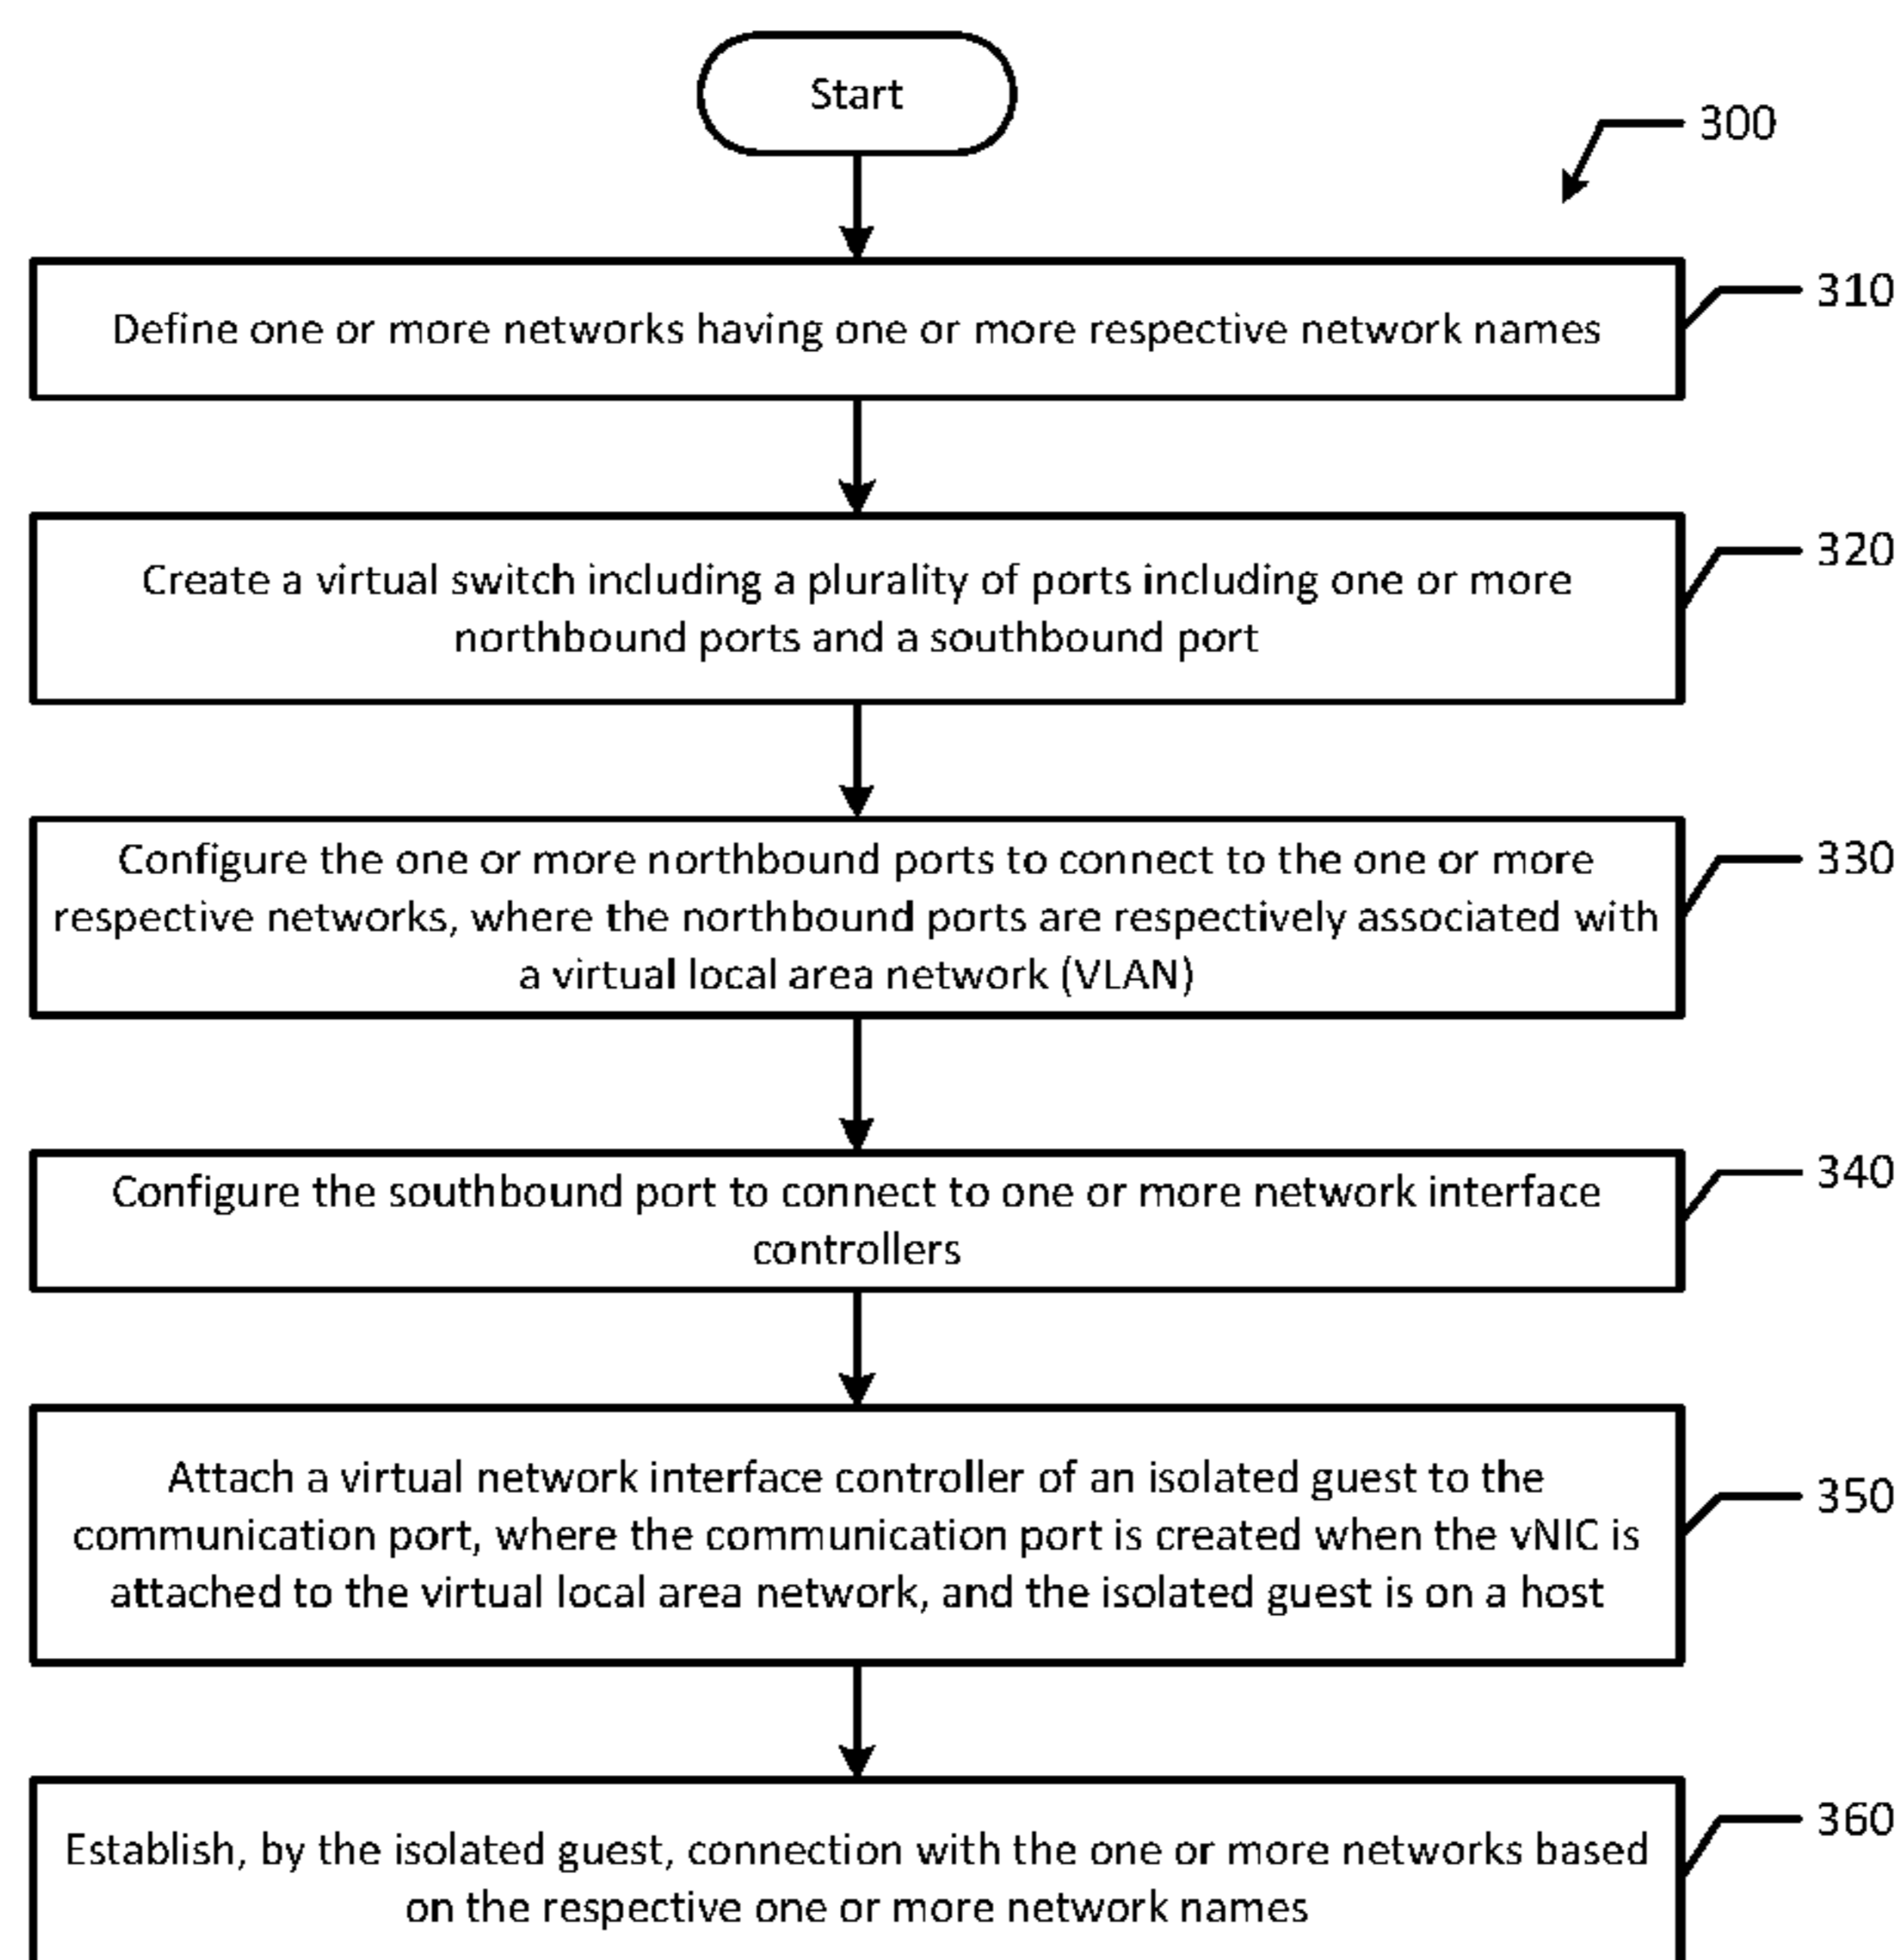 Start
300
310
Define one or more networks having one or more respective network names
320
Create a virtual switch including a plurality of ports including one or more
northbound ports and a southbound port
330
Configure the one or more northbound ports to connect to the one or more
respective networks, where the northbound ports are respectively associated with
a virtual local area network (VLAN)
340
Configure the southbound port to connect to one or more network interface
controllers
350
Attach a virtual network interface controller of an isolated guest to the
communication port, where the communication port is created when the vNIC is
attached to the virtual local area network, and the isolated guest is on a host
360
Establish, by the isolated guest, connection with the one or more networks based
on the respective one or more network names